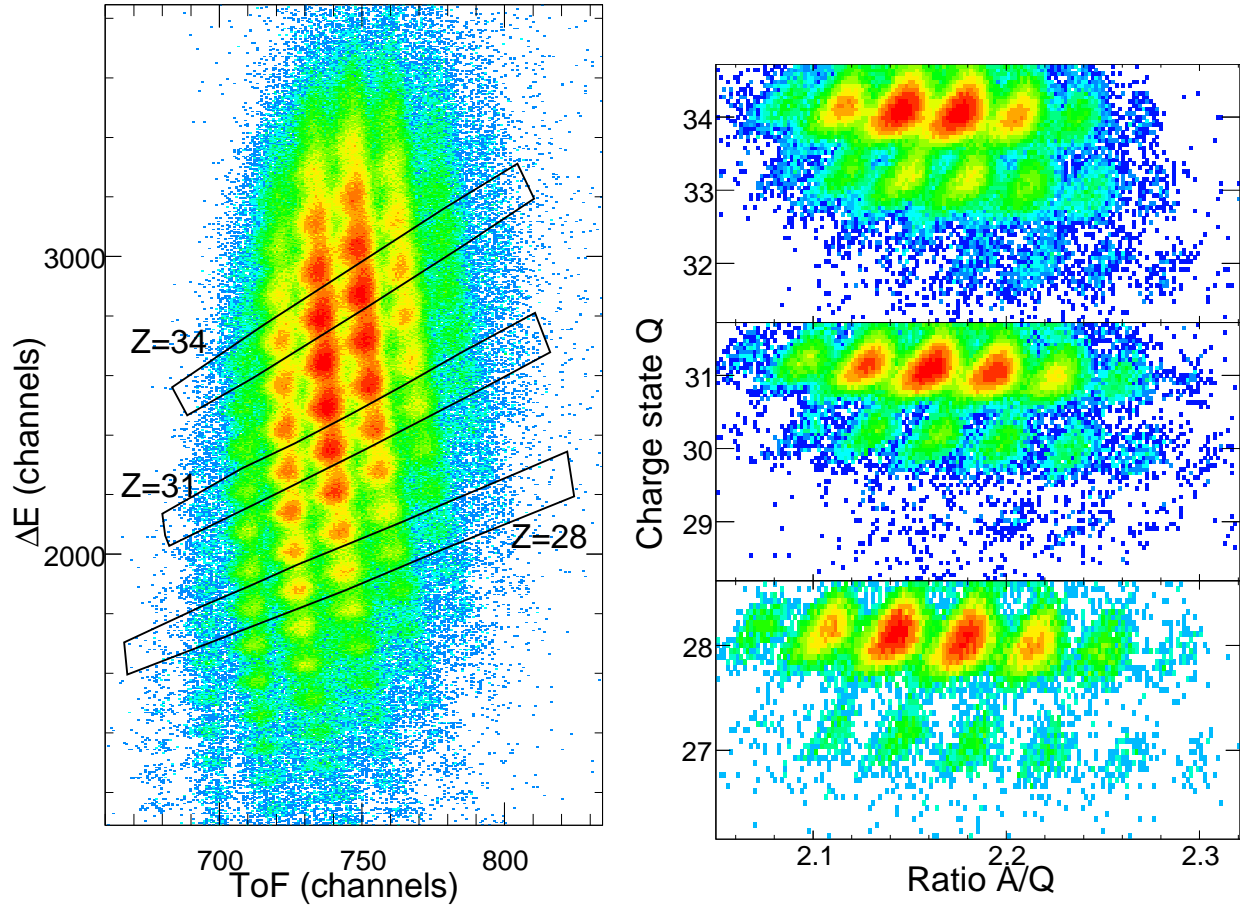 3000
2000
ΔE (channels)
Z=34
Z=31
Z=28
700
750
800
ToF (channels)
Charge state Q
34
33
32
31
30
29
28
27
2.1
2.2
2.3
Ratio A/Q